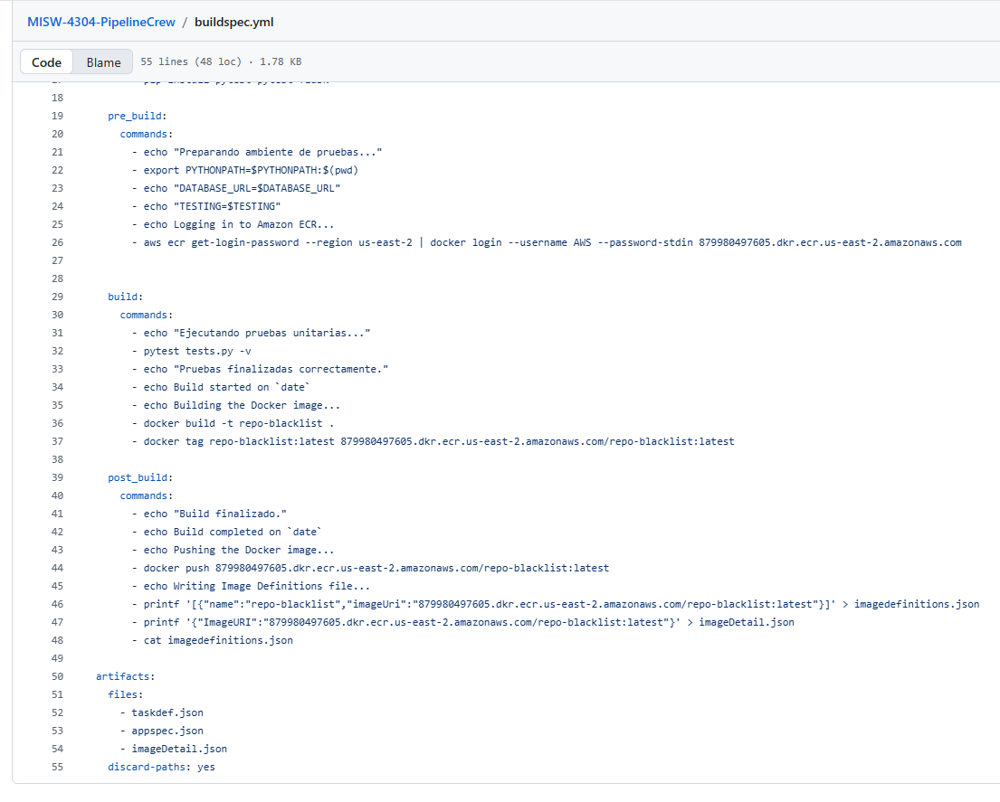 MISW-4304-PipelineCrew / buildspec.yml
Code Blame 55 lines (48 loc) · 1.78 KB
18
19 pre_build:
20 commands:
21 - echo "Preparando ambiente de pruebas..."
22 - export PYTHONPATH=$PYTHONPATH:$(pwd)
23 - echo "DATABASE_URL=$DATABASE_URL"
24 - echo "TESTING=$TESTING"
25 - echo Logging in to Amazon ECR...
26 - aws ecr get-login-password --region us-east-2 | docker login --username AWS --password-stdin 879980497605.dkr.ecr.us-east-2.amazonaws.com
27
28
29 build:
30 commands:
31 - echo "Ejecutando pruebas unitarias..."
32 - pytest tests.py -v
33 - echo "Pruebas finalizadas correctamente."
34 - echo Build started on `date`
35 - echo Building the Docker image...
36 - docker build -t repo-blacklist .
37 - docker tag repo-blacklist:latest 879980497605.dkr.ecr.us-east-2.amazonaws.com/repo-blacklist:latest
38
39 post_build:
40 commands:
41 - echo "Build finalizado."
42 - echo Build completed on `date`
43 - echo Pushing the Docker image...
44 - docker push 879980497605.dkr.ecr.us-east-2.amazonaws.com/repo-blacklist:latest
45 - echo Writing Image Definitions file...
46 - printf '[{"name":"repo-blacklist","imageUri":"879980497605.dkr.ecr.us-east-2.amazonaws.com/repo-blacklist:latest"}]' > imagedefinitions.json
47 - printf '{"ImageURI":"879980497605.dkr.ecr.us-east-2.amazonaws.com/repo-blacklist:latest"}' > imageDetail.json
48 - cat imagedefinitions.json
49
50 artifacts:
51 files:
52 - taskdef.json
53 - appspec.json
54 - imageDetail.json
55 discard-paths: yes